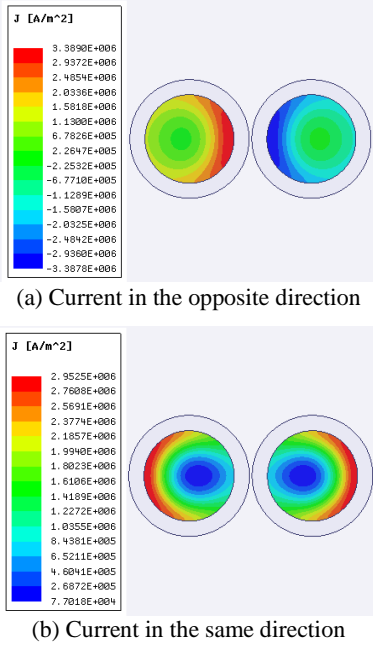 J [A/m^2]
3.3890E+006
2.9372E+006
2.4854E+006
2.0336E+006
1.5818E+006
1.1300E+006
6.7826E+005
2.2647E+005
-2.2532E+005
-6.7710E+005
-1.1289E+006
-1.5807E+006
-2.0325E+006
-2.4842E+006
-2.9360E+006
-3.3878E+006
(a) Current in the opposite direction
J [A/m^2]
2.9525E+006
2.7608E+006
2.5691E+006
2.3774E+006
2.1857E+006
1.9940E+006
1.8023E+006
1.6106E+006
1.4189E+006
1.2272E+006
1.0355E+006
8.4381E+005
6.5211E+005
4.6041E+005
2.6872E+005
7.7018E+004
(b) Current in the same direction